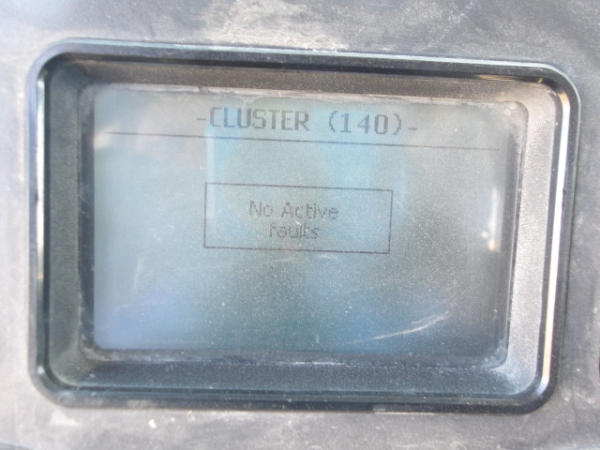 -CLUSTER (140)-
No Active
faults